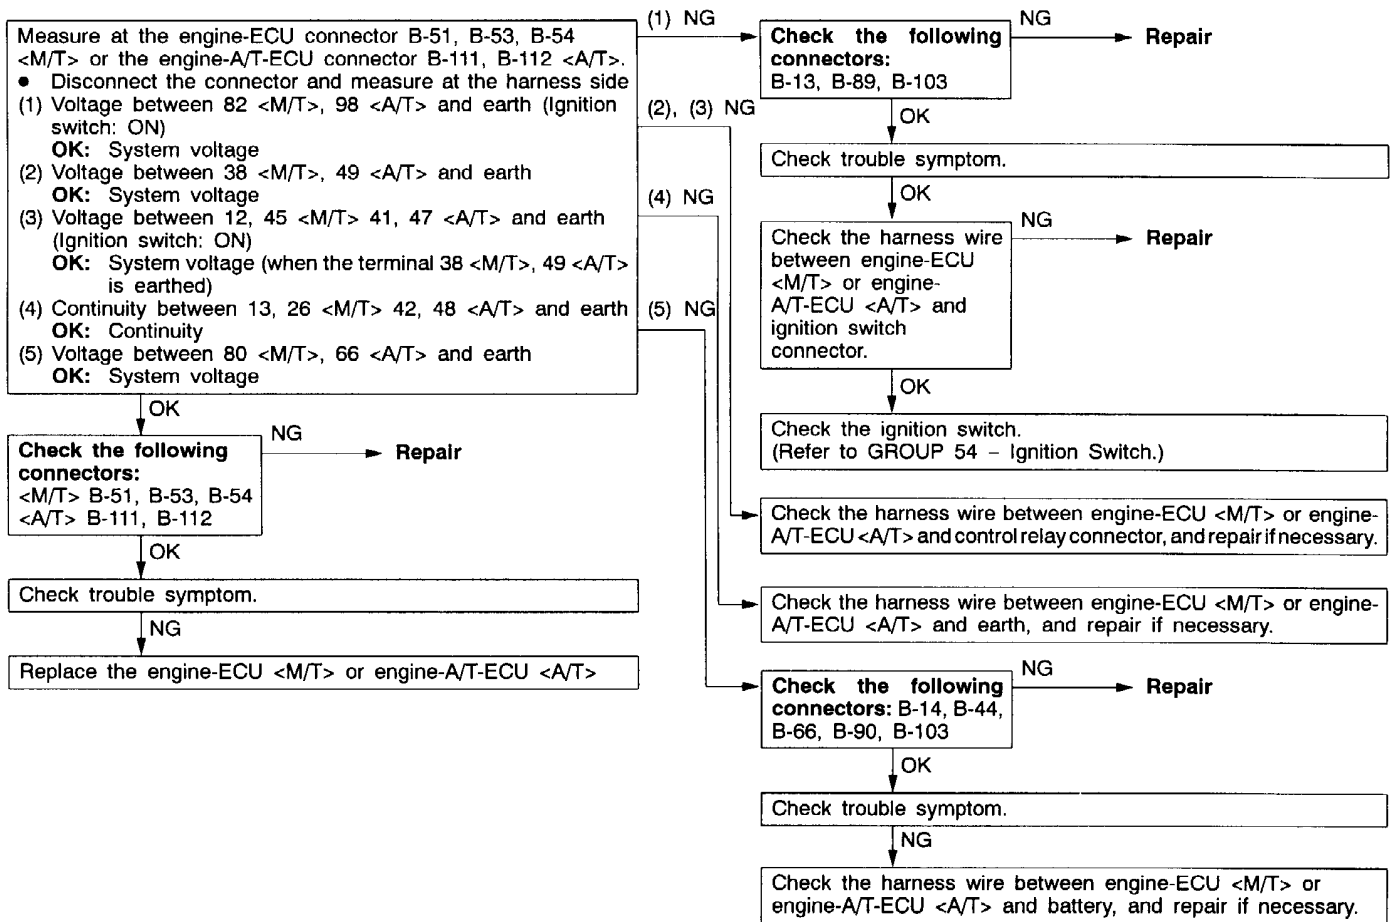 Measure at the engine-ECU connector B-51, B-53, B-54
<M/T> or the engine-A/T-ECU connector B-111, B-112 <A/T>.
● Disconnect the connector and measure at the harness side
(1) Voltage between 82 <M/T>, 98 <A/T> and earth (Ignition
switch: ON)
OK: System voltage
(2) Voltage between 38 <M/T>, 49 <A/T> and earth
OK: System voltage
(3) Voltage between 12, 45 <M/T> 41, 47 <A/T> and earth
(Ignition switch: ON)
OK: System voltage (when the terminal 38 <M/T>, 49 <A/T>
is earthed)
(4) Continuity between 13, 26 <M/T> 42, 48 <A/T> and earth
OK: Continuity
(5) Voltage between 80 <M/T>, 66 <A/T> and earth
OK: System voltage
OK
Check the following
connectors:
<M/T> B-51, B-53, B-54
<A/T> B-111, B-112
NG
Repair
OK
Check trouble symptom.
NG
Replace the engine-ECU <M/T> or engine-A/T-ECU <A/T>
(1) NG
Check the following
connectors:
B-13, B-89, B-103
NG
Repair
OK
Check trouble symptom.
OK
Check the harness wire
between engine-ECU
<M/T> or engine-
A/T-ECU <A/T> and
ignition switch
connector.
NG
Repair
OK
Check the ignition switch.
(Refer to GROUP 54 – Ignition Switch.)
(2), (3) NG
Check the harness wire between engine-ECU <M/T> or engine-
A/T-ECU <A/T> and control relay connector, and repair if necessary.
(4) NG
Check the harness wire between engine-ECU <M/T> or engine-
A/T-ECU <A/T> and earth, and repair if necessary.
(5) NG
Check the following
connectors: B-14, B-44,
B-66, B-90, B-103
NG
Repair
OK
Check trouble symptom.
NG
Check the harness wire between engine-ECU <M/T> or
engine-A/T-ECU <A/T> and battery, and repair if necessary.